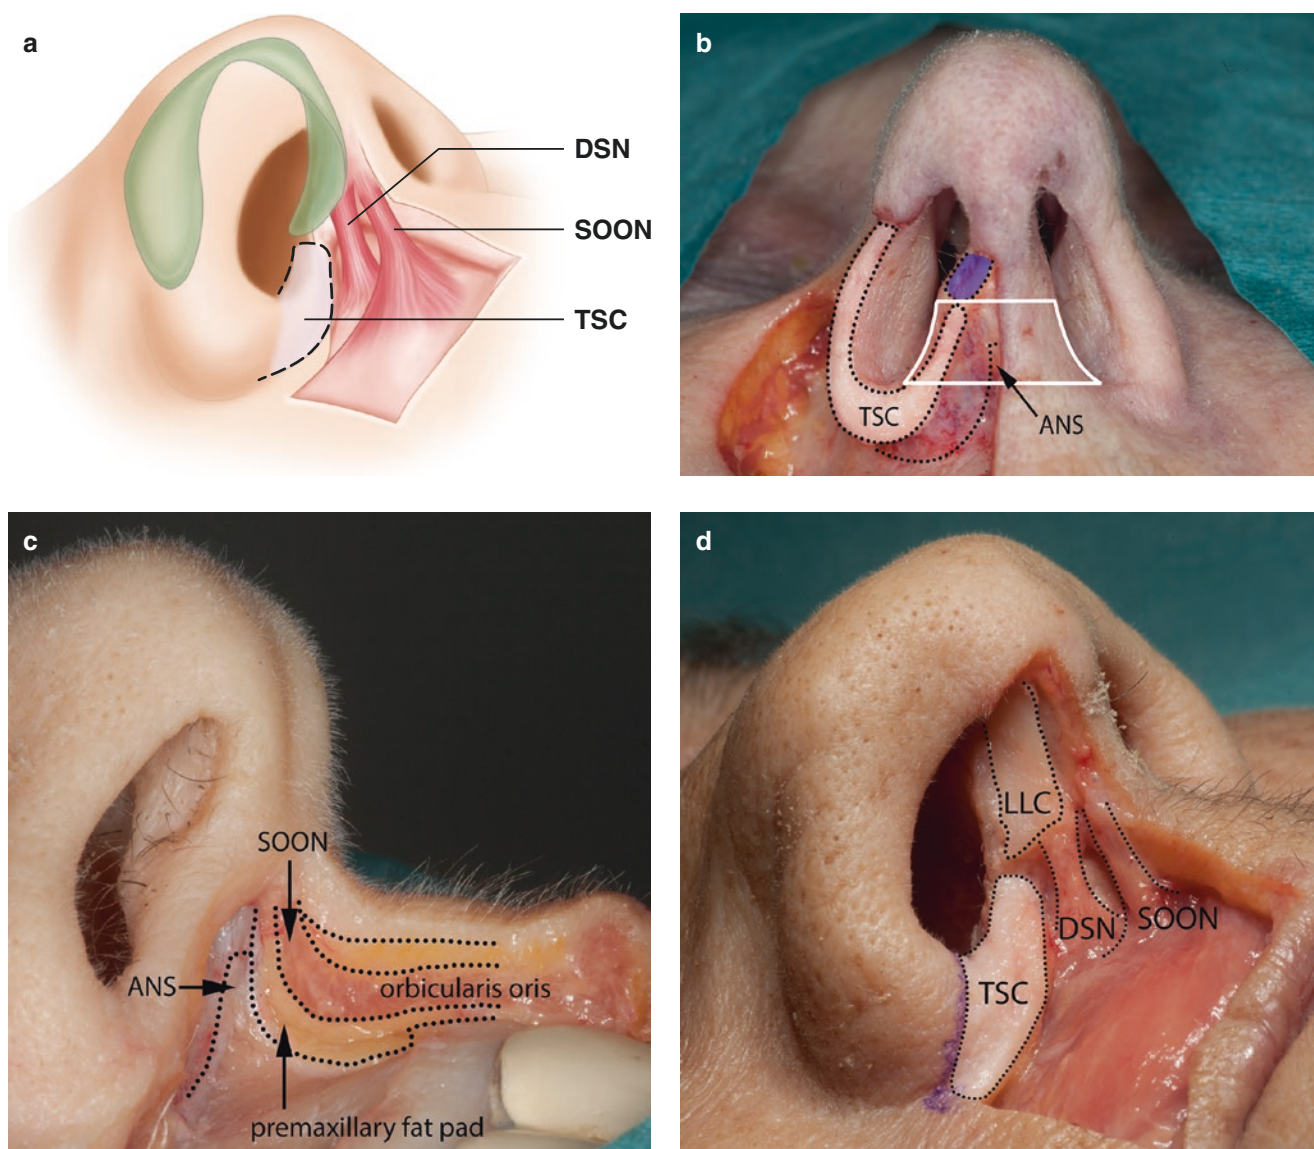 a
DSN
SOON
TSC
b
TSC
ANS
c
SOON
ANS
orbicularis oris
premaxillary fat pad
d
LLC
DSN
SOON
TSC